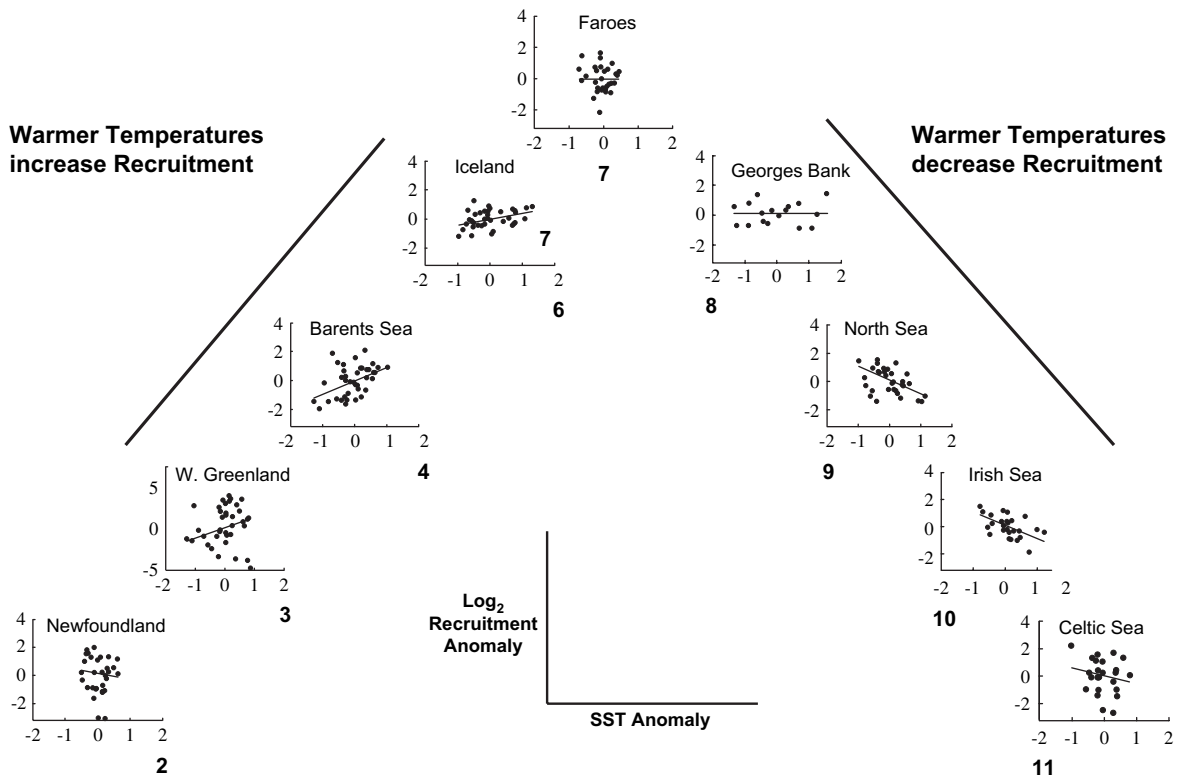 Warmer Temperatures
increase Recruitment
Warmer Temperatures
decrease Recruitment
Faroes
4
2
0
-2
-2 -1 0 1 2
7
Iceland
4
2
0
-2
7
-2 -1 0 1 2
6
Georges Bank
4
2
0
-2
-2 -1 0 1 2
8
Barents Sea
4
2
0
-2
-2 -1 0 1 2
4
North Sea
4
2
0
-2
-2 -1 0 1 2
9
W. Greenland
5
0
-5
-2 -1 0 1 2
3
Irish Sea
4
2
0
-2
-2 -1 0 1 2
10
Newfoundland
4
2
0
-2
-2 -1 0 1 2
2
Log2
Recruitment
Anomaly
SST Anomaly
Celtic Sea
4
2
0
-2
-2 -1 0 1 2
11